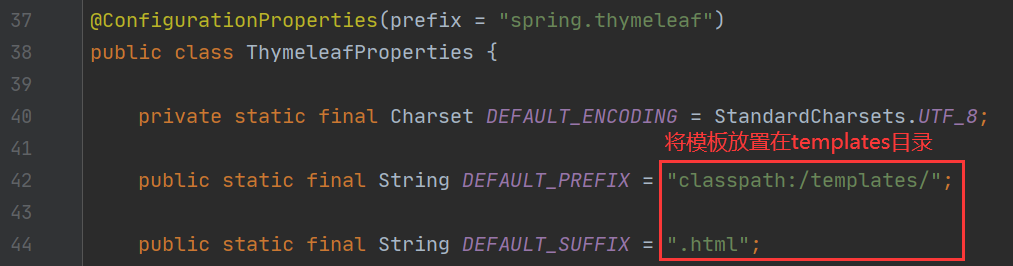 37 @ConfigurationProperties(prefix = "spring.thymeleaf")
38 public class ThymeleafProperties {
39
40 private static final Charset DEFAULT_ENCODING = StandardCharsets.UTF_8;
41 将模板放置在templates目录
42 public static final String DEFAULT_PREFIX = "classpath:/templates/";
43
44 public static final String DEFAULT_SUFFIX = ".html";